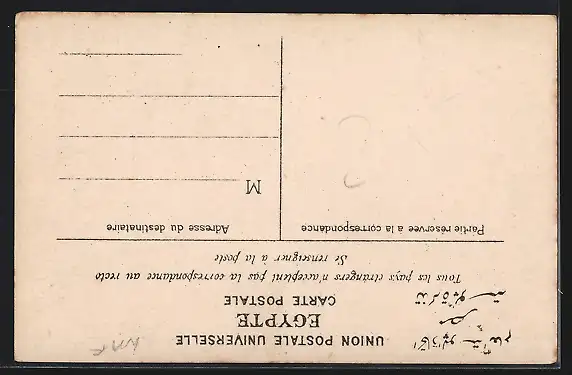 UNION POSTALE UNIVERSELLE
EGYPTE
CARTE POSTALE
Tous les pays étrangers n'acceptent pas la correspondance au recto
Se renseigner a la poste
Partie réservée a la correspondance
Adresse du destinataire
M